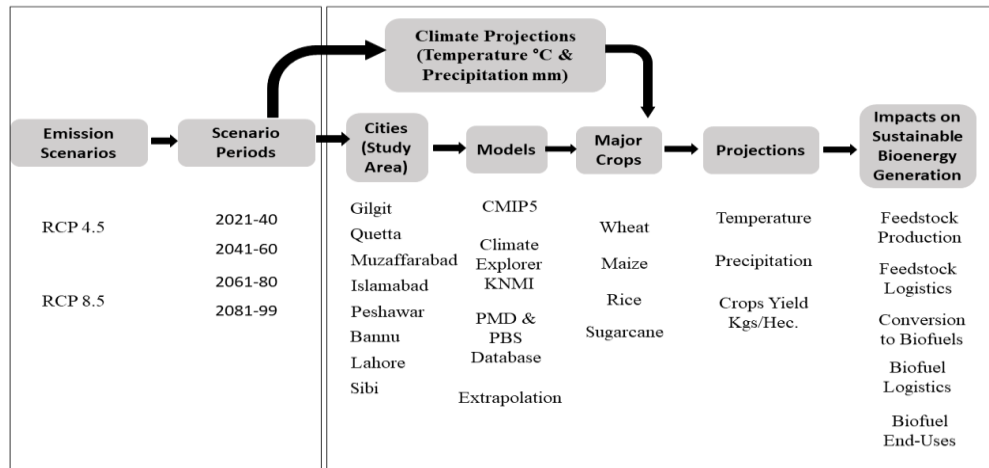 Climate Projections
(Temperature °C &
Precipitation mm)
Emission
Scenarios
Scenario
Periods
Cities
(Study
Area)
Models
Major
Crops
Projections
Impacts on
Sustainable
Bioenergy
Generation
RCP 4.5
RCP 8.5
2021-40
2041-60
2061-80
2081-99
Gilgit
Quetta
Muzaffarabad
Islamabad
Peshawar
Bannu
Lahore
Sibi
CMIP5
Climate
Explorer
KNMI
PMD &
PBS
Database
Extrapolation
Wheat
Maize
Rice
Sugarcane
Temperature
Precipitation
Crops Yield
Kgs/Hec.
Feedstock
Production
Feedstock
Logistics
Conversion
to Biofuels
Biofuel
Logistics
Biofuel
End-Uses